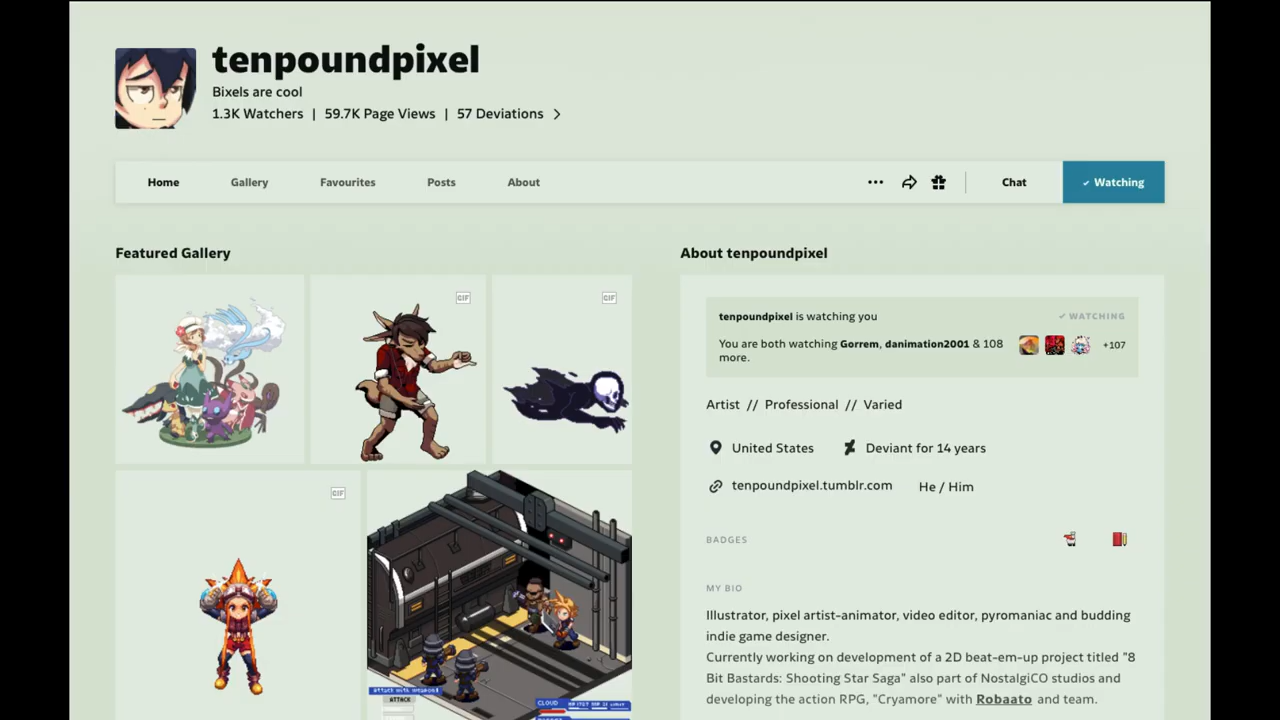 tenpoundpixel
Bixels are cool
1.3K Watchers | 59.7K Page Views | 57 Deviations >
Home Gallery Favourites Posts About ••• Chat ✓ Watching
Featured Gallery
GIF GIF
GIF
attack with weapon!
ATTACK
CLOUD
About tenpoundpixel
tenpoundpixel is watching you ✓ WATCHING
You are both watching Gorrem, danimation2001 & 108 +107
more.
Artist // Professional // Varied
United States Deviant for 14 years
tenpoundpixel.tumblr.com He / Him
BADGES
MY BIO
Illustrator, pixel artist-animator, video editor, pyromaniac and budding
indie game designer.
Currently working on development of a 2D beat-em-up project titled "8
Bit Bastards: Shooting Star Saga" also part of NostalgiCO studios and
developing the action RPG, "Cryamore" with Robaato and team.